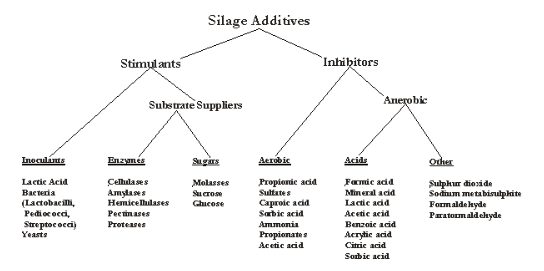 Silage Additives
Stimulants
Inhibitors
Substrate Suppliers
Anerobic
Inoculants
Lactic Acid
Bacteria
(Lactobacilli,
Pediococci,
Streptococci)
Yeasts
Enzymes
Cellulases
Amylases
Hemicellulases
Pectinases
Proteases
Sugars
Molasses
Sucrose
Glucose
Aerobic
Propionic acid
Sulfates
Caproic acid
Sorbic acid
Ammonia
Propionates
Acetic acid
Acids
Formic acid
Mineral acid
Lactic acid
Acetic acid
Benzoic acid
Acrylic acid
Citric acid
Sorbic acid
Other
Sulphur dioxide
Sodium metabisulphite
Formaldehyde
Paraformaldehyde